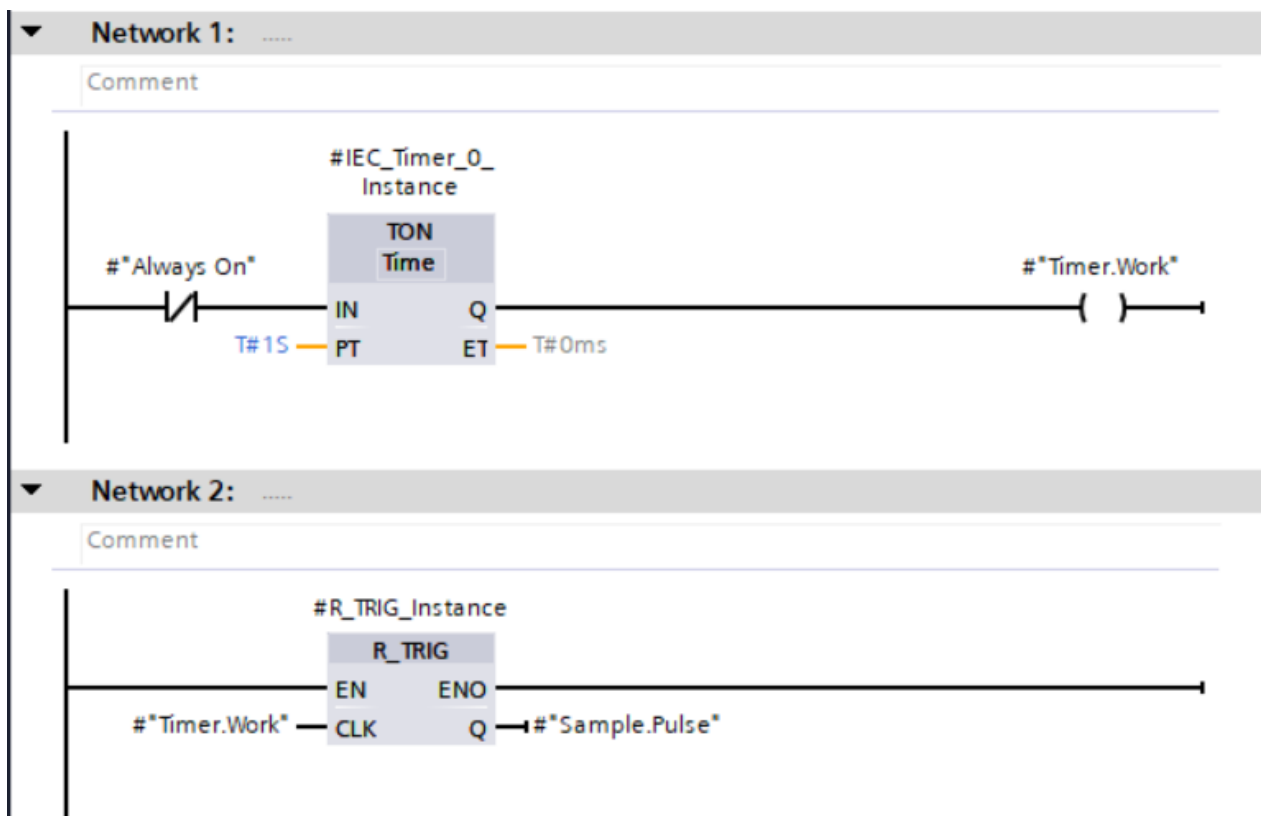 Network 1: .....
Comment
#IEC_Timer_0_
Instance
TON
Time
#"Always On"
#"Timer.Work"
IN Q
T#1S PT ET T#0ms
Network 2: .....
Comment
#R_TRIG_Instance
R_TRIG
EN ENO
#"Timer.Work" CLK Q #"Sample.Pulse"